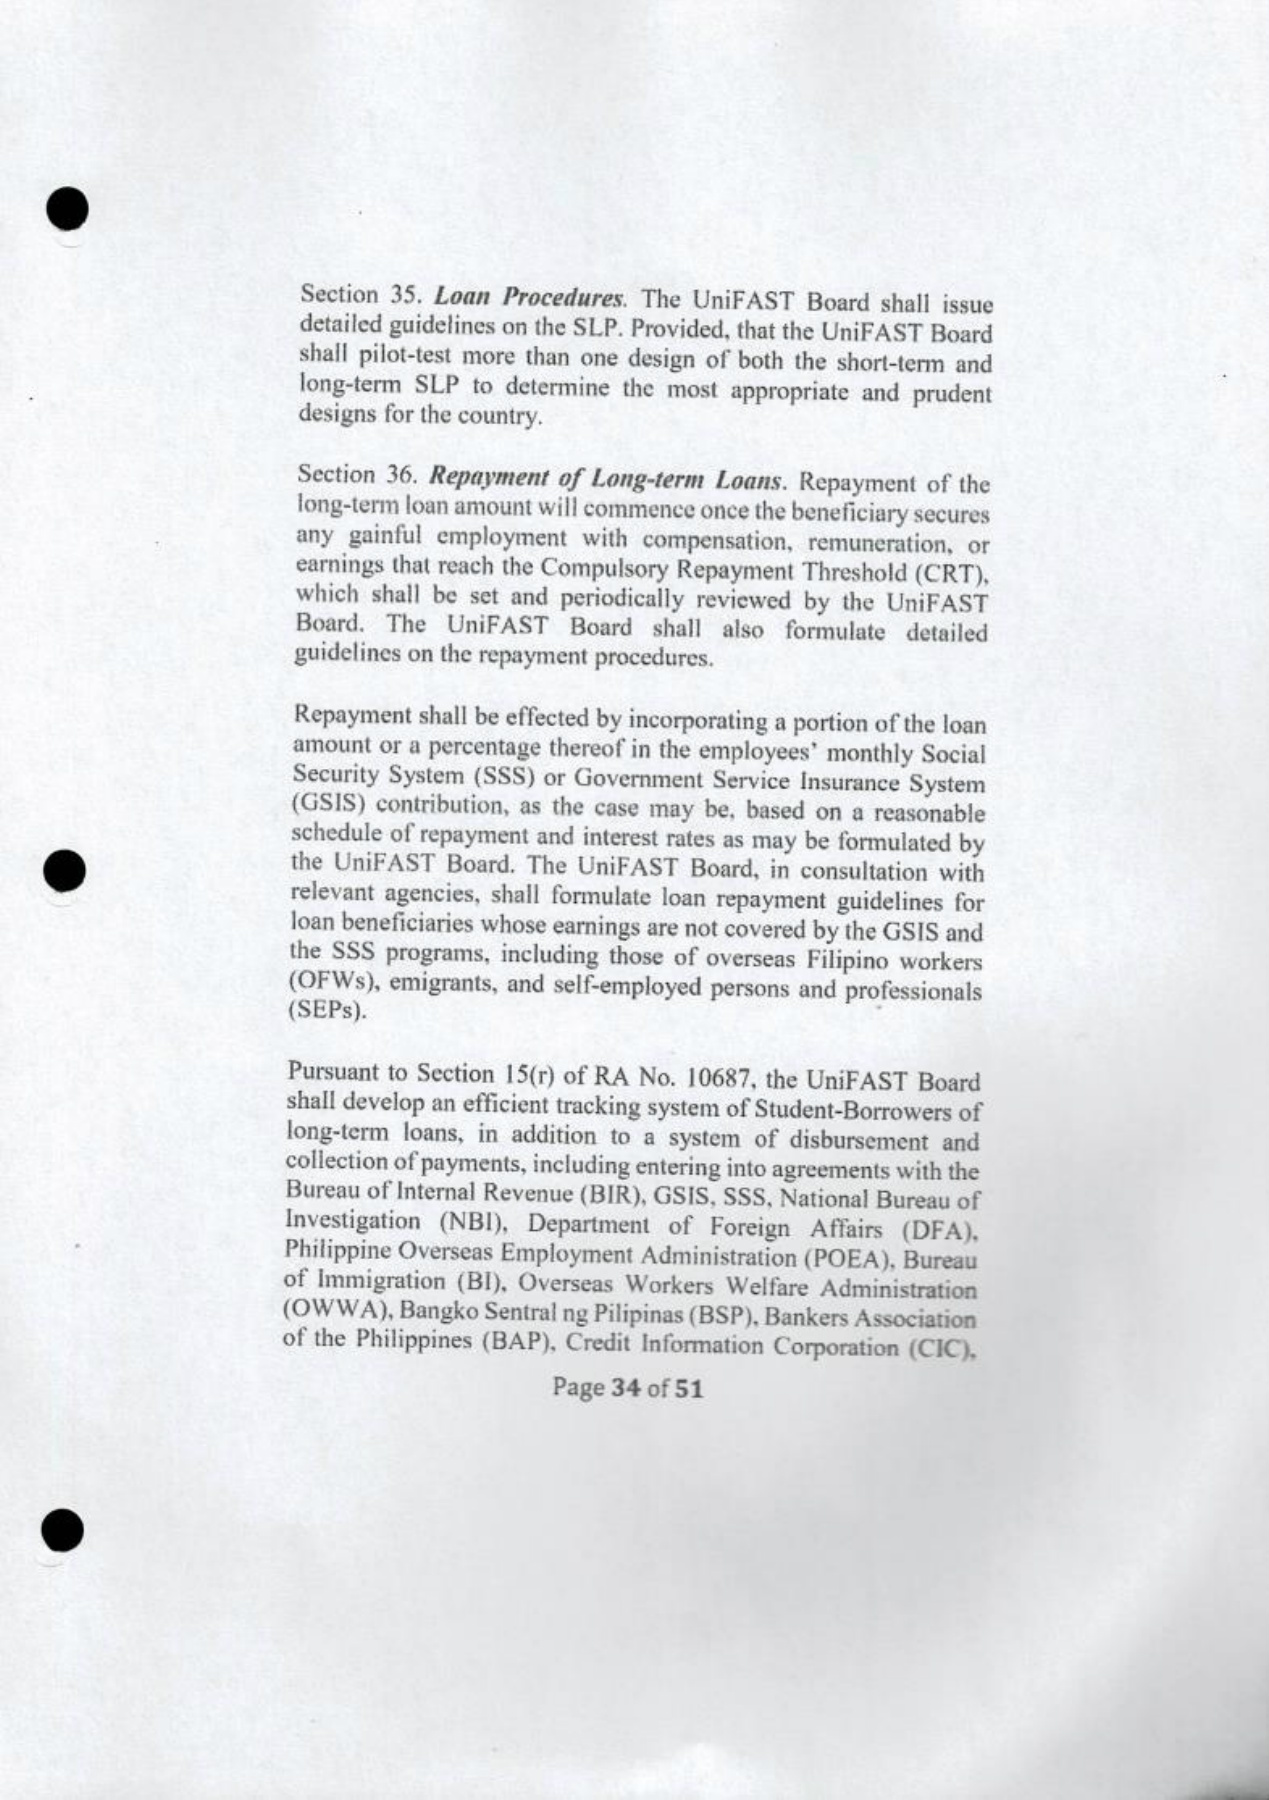 Section 35. Loan Procedures. The UniFAST Board shall issue
detailed guidelines on the SLP. Provided, that the UniFAST Board
shall pilot-test more than one design of both the short-term and
long-term SLP to determine the most appropriate and prudent
designs for the country.
Section 36. Repayment of Long-term Loans. Repayment of the
long-term loan amount will commence once the beneficiary secures
any gainful employment with compensation, remuneration, or
earnings that reach the Compulsory Repayment Threshold (CRT),
which shall be set and periodically reviewed by the UniFAST
Board. The UniFAST Board shall also formulate detailed
guidelines on the repayment procedures.
Repayment shall be effected by incorporating a portion of the loan
amount or a percentage thereof in the employees' monthly Social
Security System (SSS) or Government Service Insurance System
(GSIS) contribution, as the case may be, based on a reasonable
schedule of repayment and interest rates as may be formulated by
the UniFAST Board. The UniFAST Board, in consultation with
relevant agencies, shall formulate loan repayment guidelines for
loan beneficiaries whose earnings are not covered by the GSIS and
the SSS programs, including those of overseas Filipino workers
(OFWs), emigrants, and self-employed persons and professionals
(SEPs).
Pursuant to Section 15(r) of RA No. 10687, the UniFAST Board
shall develop an efficient tracking system of Student-Borrowers of
long-term loans, in addition to a system of disbursement and
collection of payments, including entering into agreements with the
Bureau of Internal Revenue (BIR), GSIS, SSS, National Bureau of
Investigation (NBI), Department of Foreign Affairs (DFA),
Philippine Overseas Employment Administration (POEA), Bureau
of Immigration (BI), Overseas Workers Welfare Administration
(OWWA), Bangko Sentral ng Pilipinas (BSP), Bankers Association
of the Philippines (BAP), Credit Information Corporation (CIC),
Page 34 of 51